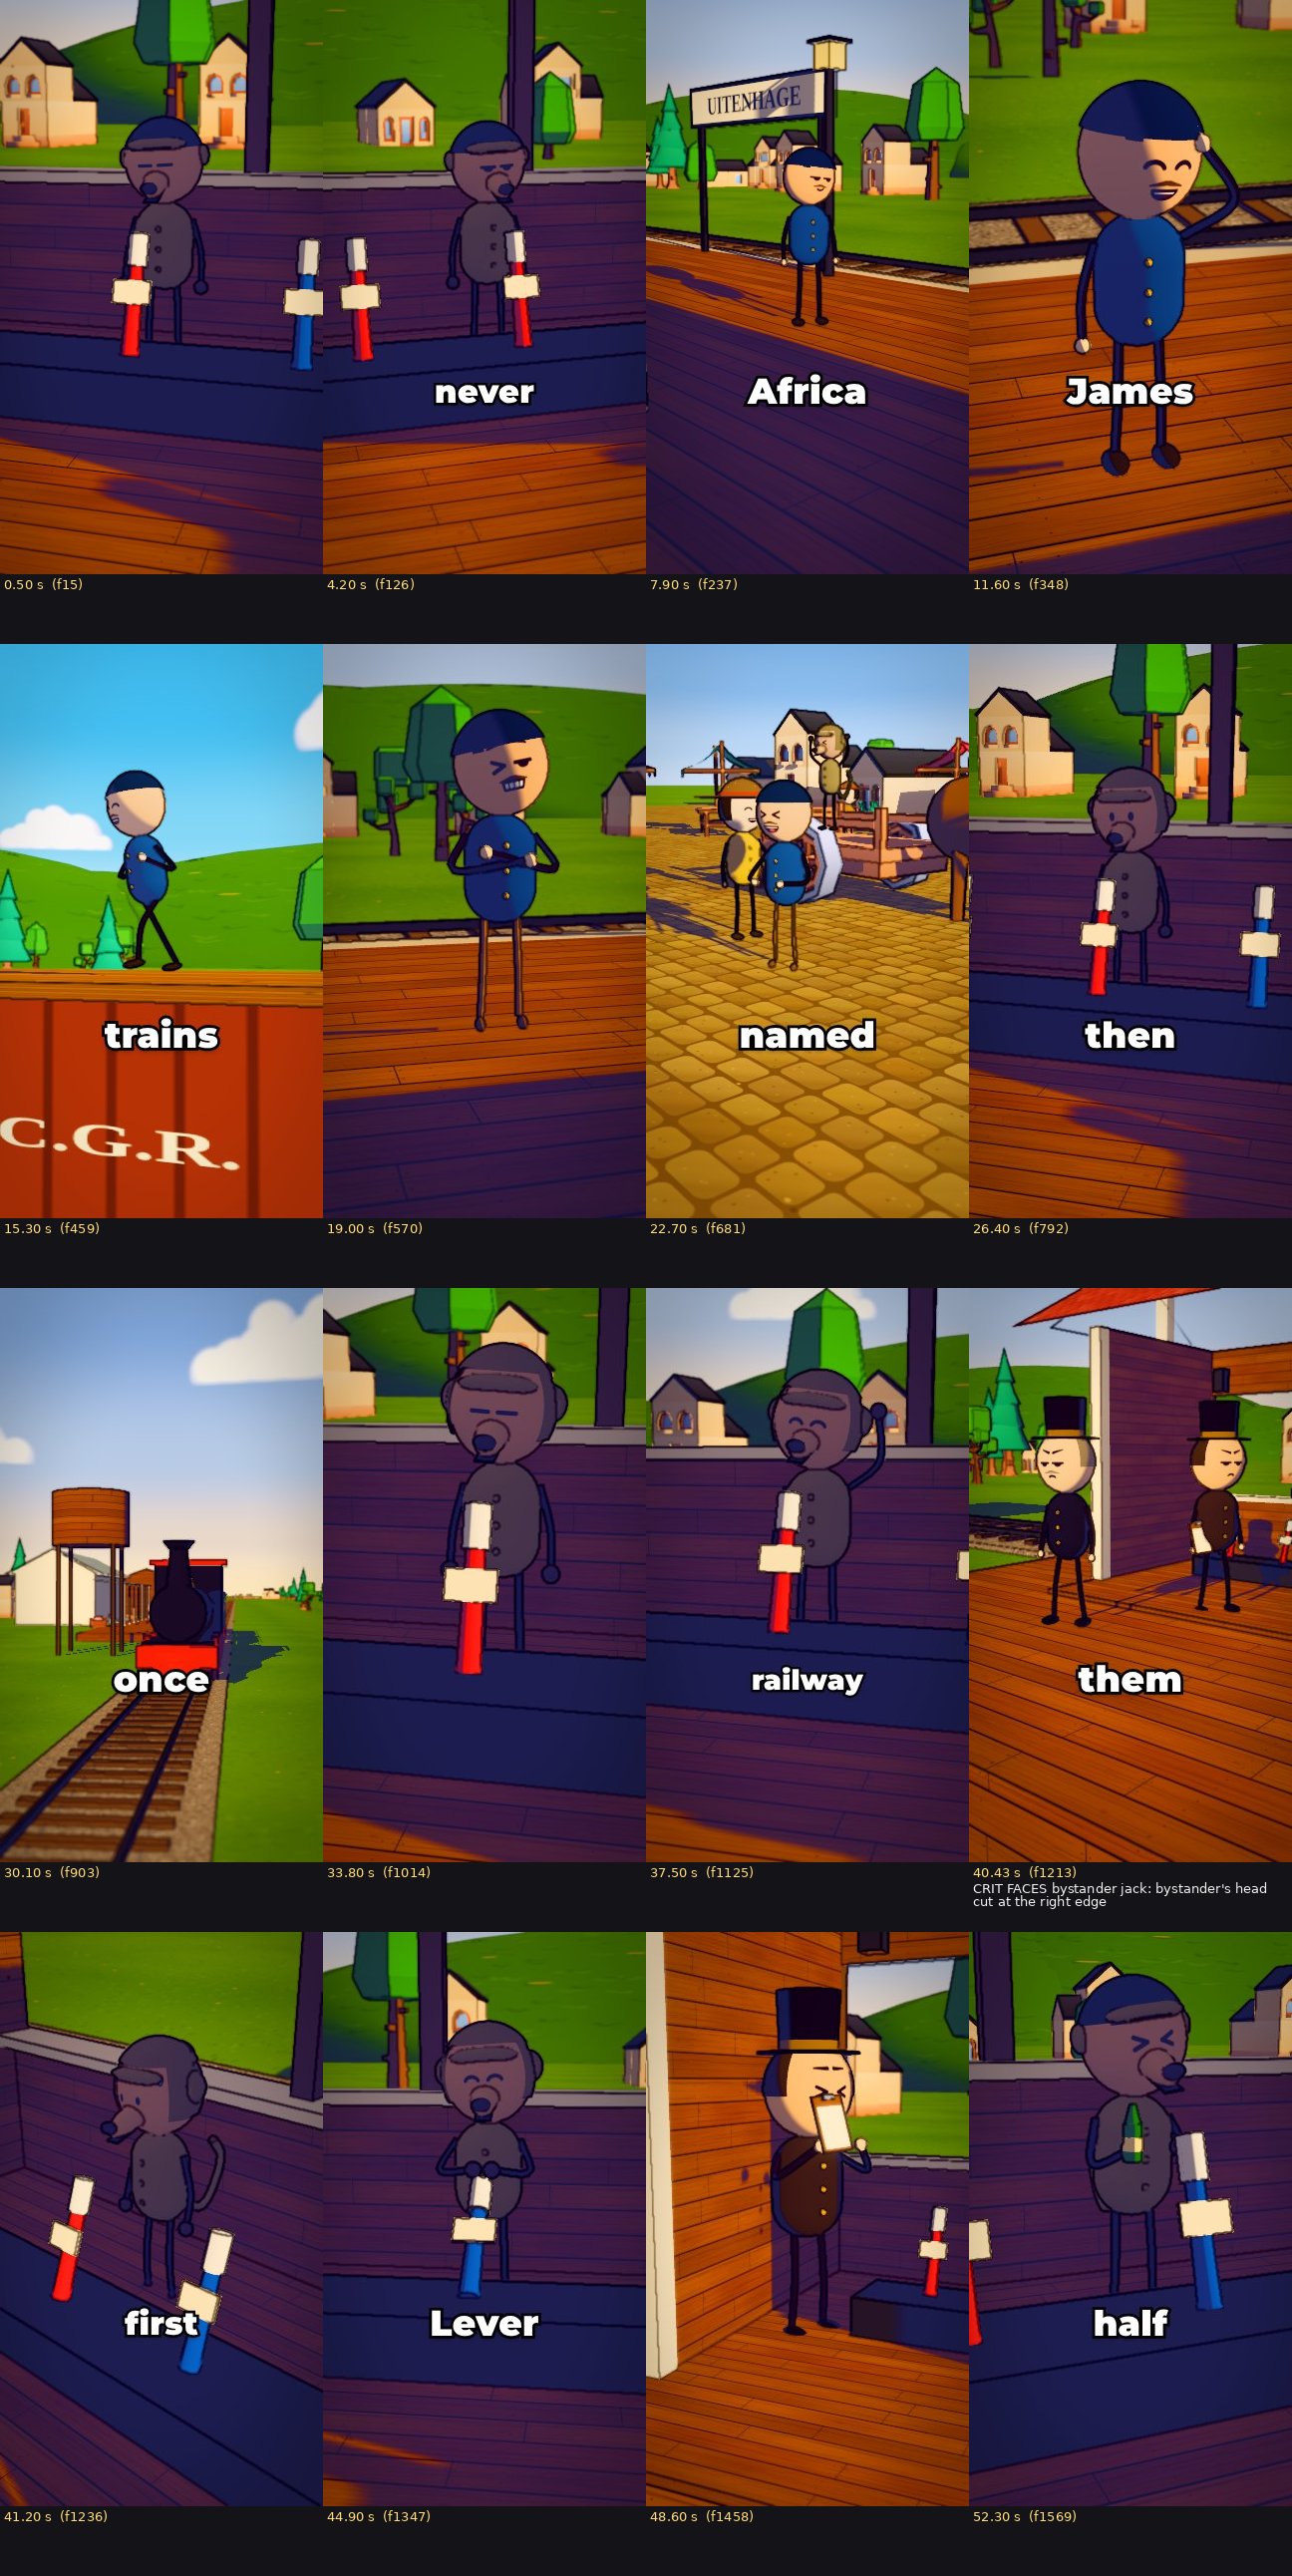 UITENHAGE
never
Africa
James
0.50 s (f15)
4.20 s (f126)
7.90 s (f237)
11.60 s (f348)
trains
named
then
C.G.R.
15.30 s (f459)
19.00 s (f570)
22.70 s (f681)
26.40 s (f792)
once
railway
them
30.10 s (f903)
33.80 s (f1014)
37.50 s (f1125)
40.43 s (f1213)
CRIT FACES bystander jack: bystander's head
cut at the right edge
first
Lever
half
41.20 s (f1236)
44.90 s (f1347)
48.60 s (f1458)
52.30 s (f1569)